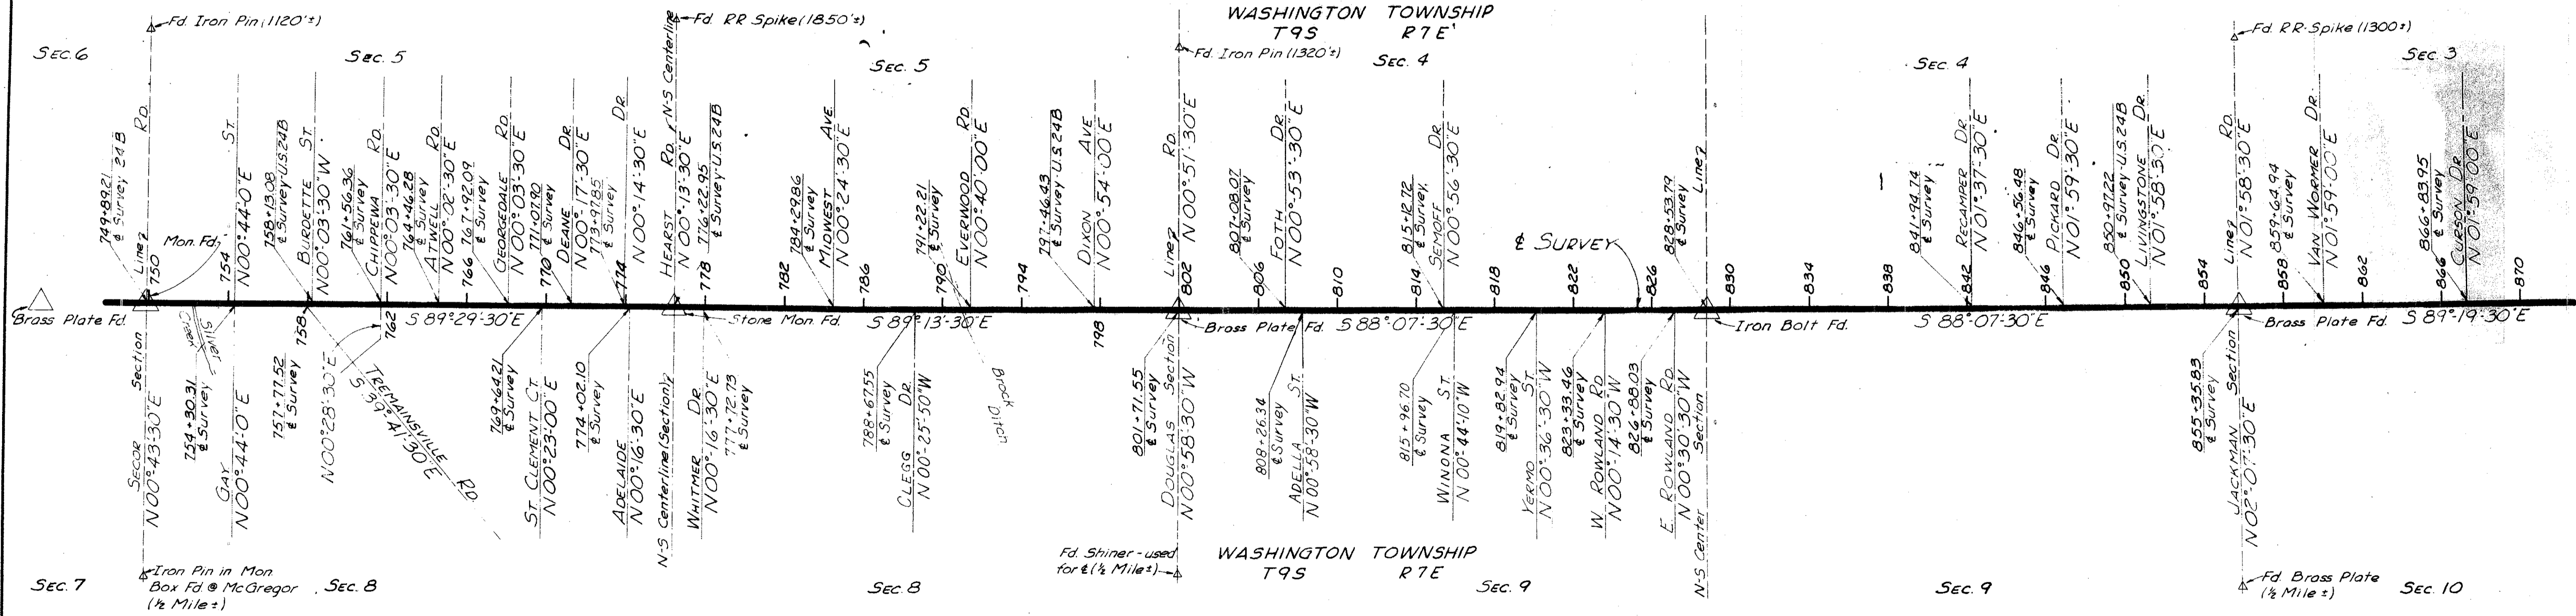 WASHINGTON TOWNSHIP
T9S R7E'
Fd. Iron Pin (1120'±)
Fd. RR Spike (1850'±)
Fd. Iron Pin (1320'±)
Fd. RR. Spike (1300±)
SEC. 6
SEC. 5
SEC. 5
SEC. 4
SEC. 4
SEC. 3
749+89.21
℄ Survey 24B
Line
RD.
Mon. Fd.
750
754
ST.
N00°44'-0"E
758+13.08
℄ Survey-U.S.24B
BURDETTE ST.
N00°-03'-30"W
761+56.36
℄ Survey
CHIPPEWA RD.
N00°-03'-30"E
764+46.28
℄ Survey
ATWELL RD.
N00°-02'-30"E
766
767+92.09
℄ Survey
GEORGEDALE RD.
N00°-03'-30"E
771+07.90
℄ Survey
770
DEANE DR.
N00°-17'-30"E
773+97.85
℄ Survey
774
DR.
N00°-14'-30"E
HEARST RD. N-S Centerline
N00°-13'-30"E
776+22.95
℄ Survey-U.S.24B
778
782
784+29.86
℄ Survey
MIDWEST AVE.
N00°-24'-30"E
786
791+22.21
℄ Survey
790
EVERWOOD RD.
N00°-40'-00"E
794
797+46.43
℄ Survey-U.S.24B
DIXON AVE
N00°-54'-00"E
Line
RD.
N00°-51'-30"E
802
807+08.07
℄ Survey
806
FOTH DR.
N00°-53'-30"E
810
815+12.72
℄ Survey
814
SEMOFF DR.
N00°-56'-30"E
818
℄ SURVEY
822
826
828+53.79
℄ Survey
Line
830
834
838
841+94.74
℄ Survey
842
RECAMPER DR.
N01°-37'-30"E
846+56.48
℄ Survey
846
PICKARD DR.
N01°-59'-30"E
850+97.22
℄ Survey-U.S.24B
850
LIVINGSTONE DR.
N01°-58'-30"E
854
Line
RD.
N01°-58'-30"E
859+64.94
℄ Survey
858
VAN WORMER DR.
N01°-59'-00"E
862
866+83.95
℄ Survey
866
CURSON DR.
N01°-59'-00"E
870
Brass Plate Fd.
S 89°-29'-30"E
Stone Mon. Fd.
S 89°-13'-30"E
Brass Plate Fd.
S 88°-07'-30"E
Iron Bolt Fd.
S 88°-07'-30"E
Brass Plate Fd.
S 89°-19'-30"E
SECOR Section
N00°-43'-30"E
Silver Creek
754+30.31
℄ Survey
GAY
N00°-44'-0"E
757+77.52
℄ Survey
758
762
N00°28'-30"E
TREMAINSVILLE RD.
S 39°-41'-30"E
769+64.21
℄ Survey
ST. CLEMENT CT.
N00°-23'-00"E
774+02.10
℄ Survey
ADELAIDE
N00°-16'-30"E
N-S Centerline (Section)
WHITMER DR.
N00°-16'-30"E
777+72.73
℄ Survey
788+67.55
℄ Survey
CLEGG DR.
N00°-25'-50"W
Brock Ditch
798
801+71.55
℄ Survey
DOUGLAS Section
N00°-58'-30"W
808+26.34
℄ Survey
ADELLA ST.
N00°-58'-30"W
815+96.70
℄ Survey
WINONA ST.
N00°-44'-10"W
819+82.94
℄ Survey
YERMO ST
N00°-36'-30"W
823+33.46
℄ Survey
W. ROWLAND RD.
N00°-14'-30"W
826+88.03
℄ Survey
E. ROWLAND RD.
N00°30'-30"W
N-S Center Section
855+35.83
℄ Survey
JACKMAN Section
N02°-07'-30"E
Fd. Shiner-used
for ℄ (½ Mile±)
WASHINGTON TOWNSHIP
T9S R7E
SEC. 7
Iron Pin in Mon.
Box Fd. @ McGregor
(½ Mile±)
SEC. 8
SEC. 8
SEC. 9
SEC. 9
Fd. Brass Plate
(½ Mile±)
SEC. 10